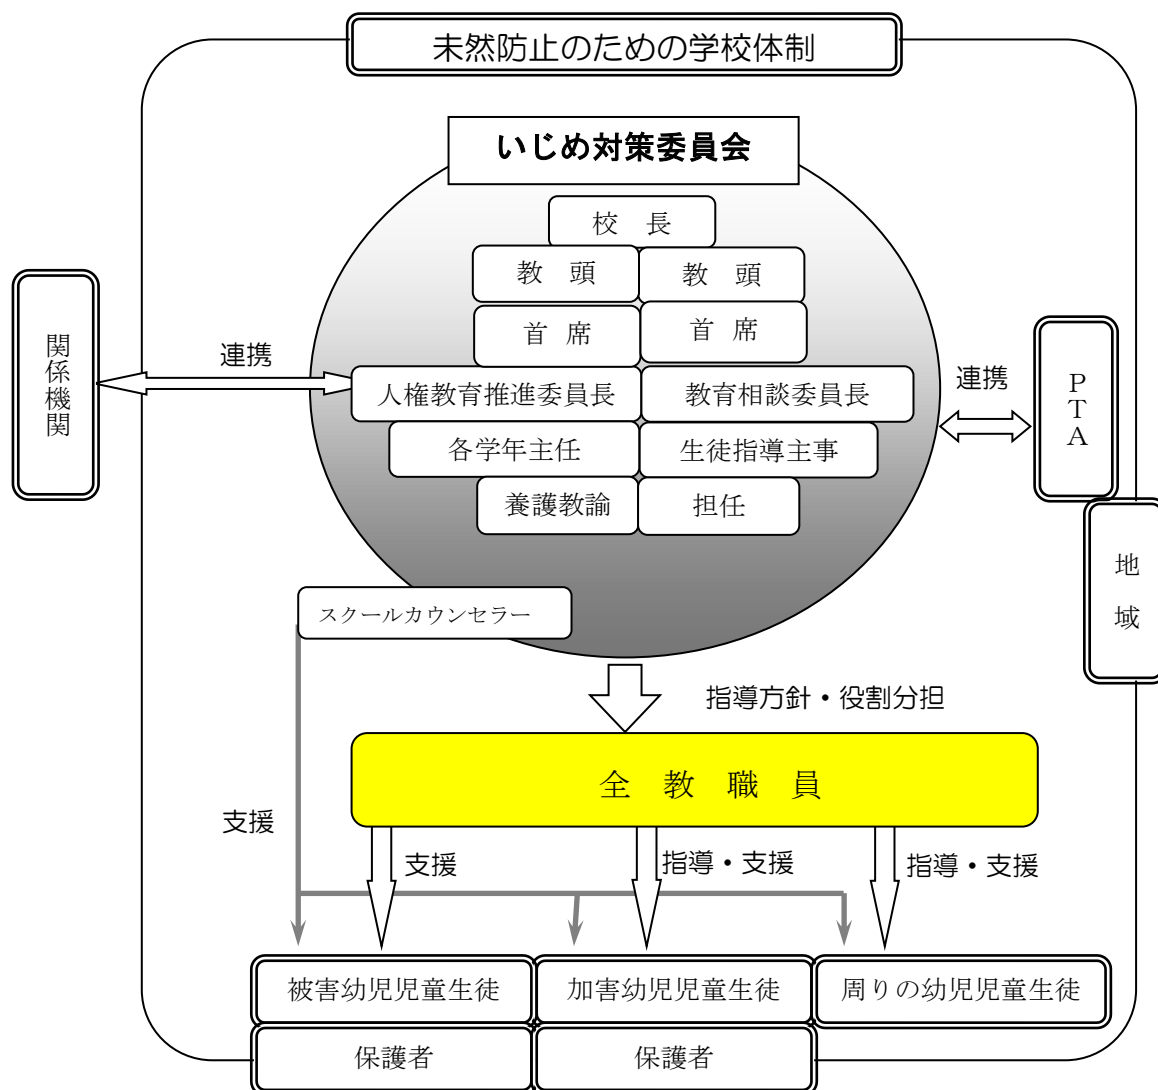 未然防止のための学校体制
いじめ対策委員会
校　長
教　頭
教　頭
首　席
首　席
人権教育推進委員長
教育相談委員長
各学年主任
生徒指導主事
養護教諭
担任
スクールカウンセラー
関係機関
連携
連携
PTA
地域
指導方針・役割分担
全　教　職　員
支援
支援
指導・支援
指導・支援
被害幼児児童生徒
加害幼児児童生徒
周りの幼児児童生徒
保護者
保護者